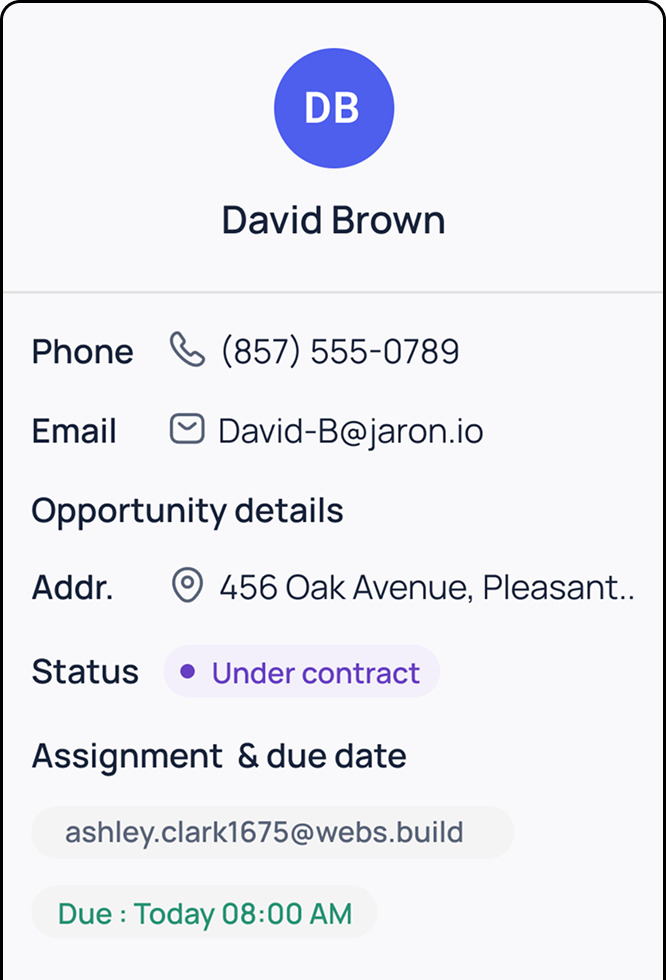 DB
David Brown
Phone (857) 555-0789
Email David-B@jaron.io
Opportunity details
Addr. 456 Oak Avenue, Pleasant..
Status Under contract
Assignment & due date
ashley.clark1675@webs.build
Due : Today 08:00 AM